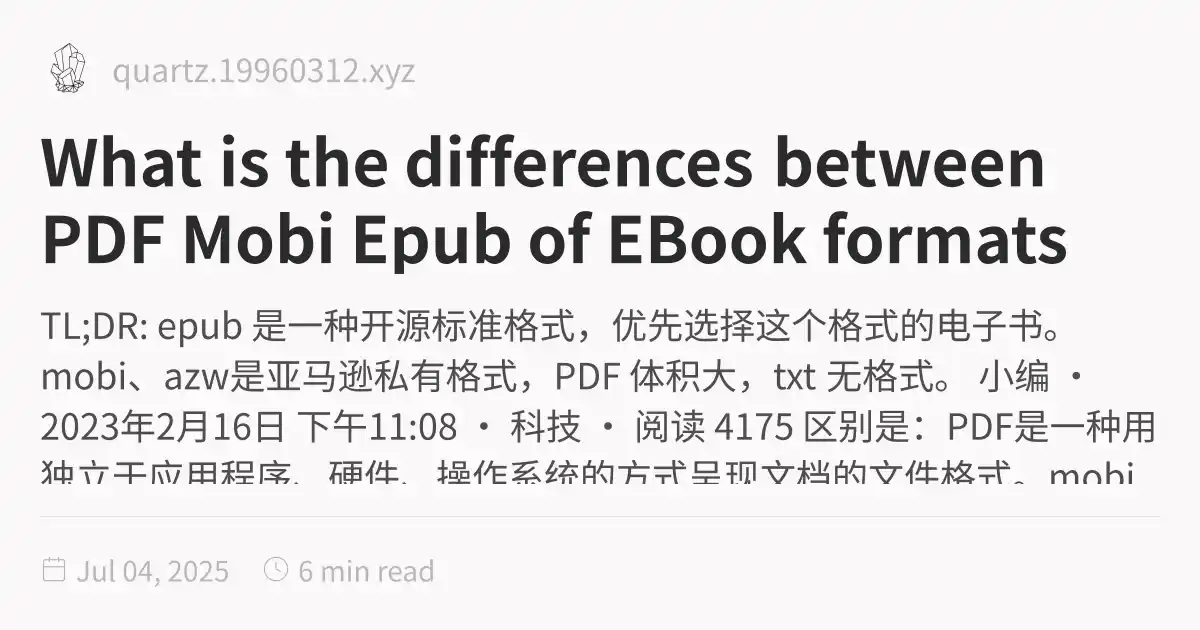 quartz.19960312.xyz
What is the differences between
PDF Mobi Epub of EBook formats
TL;DR: epub 是一种开源标准格式，优先选择这个格式的电子书。
mobi、azw是亚马逊私有格式，PDF 体积大，txt 无格式。 小编 •
2023年2月16日 下午11:08 • 科技 • 阅读 4175 区别是：PDF是一种用
独立于应用程序、硬件、操作系统的方式呈现文档的文件格式。mobi
Jul 04, 2025 6 min read